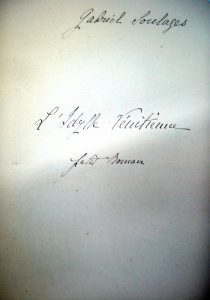 Gabriel Soulages
L'Idylle Vénitienne
petit Roman